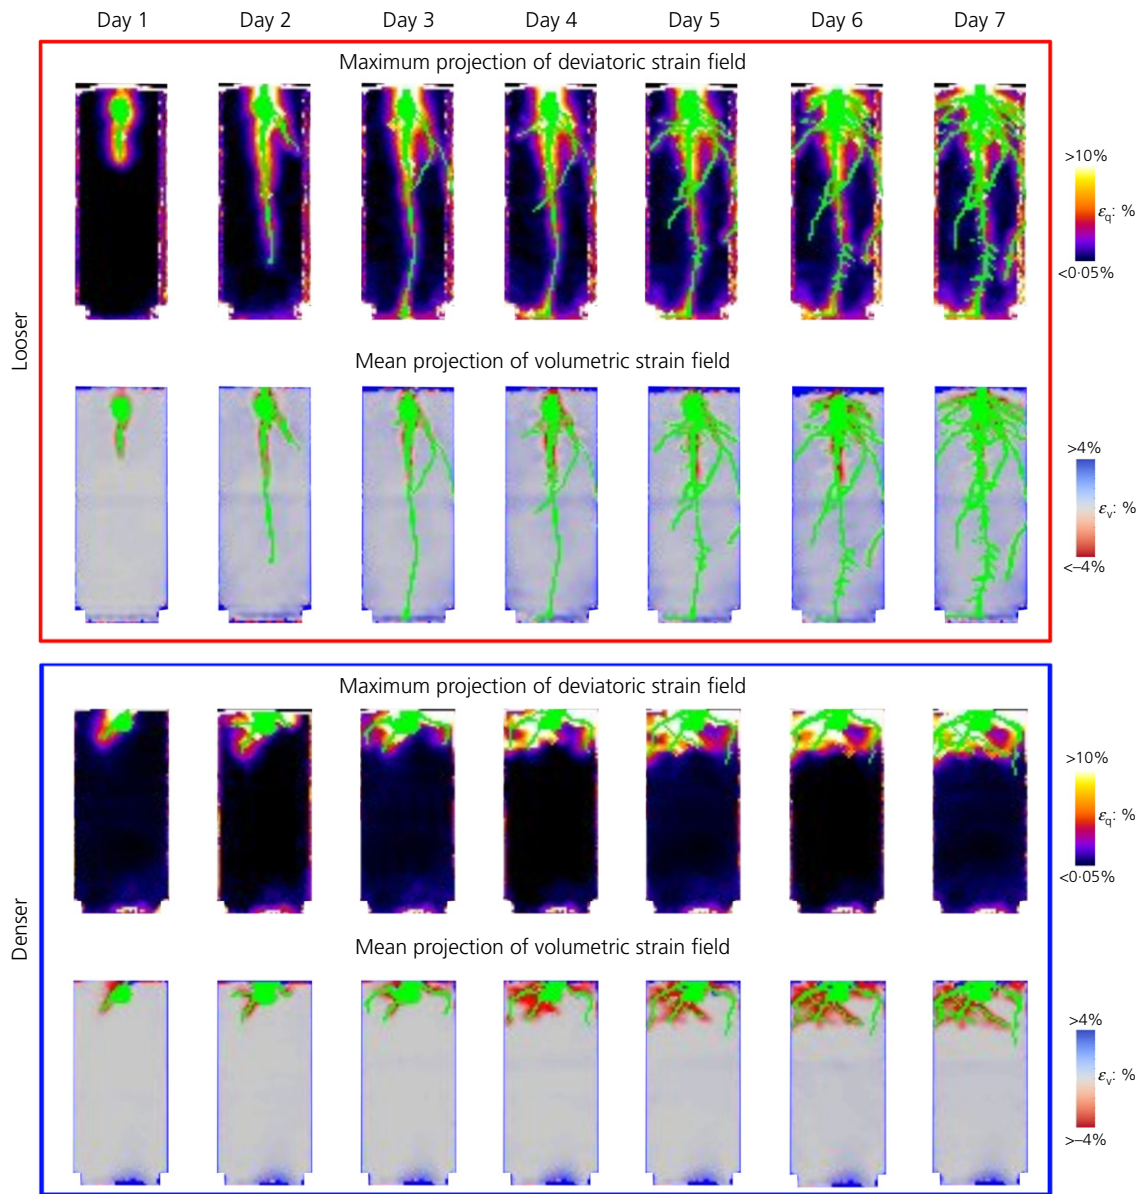 Day 1 Day 2 Day 3 Day 4 Day 5 Day 6 Day 7
Looser
Maximum projection of deviatoric strain field
>10%
εq: %
<0·05%
Mean projection of volumetric strain field
>4%
εv: %
<–4%
Denser
Maximum projection of deviatoric strain field
>10%
εq: %
<0·05%
Mean projection of volumetric strain field
>4%
εv: %
>–4%